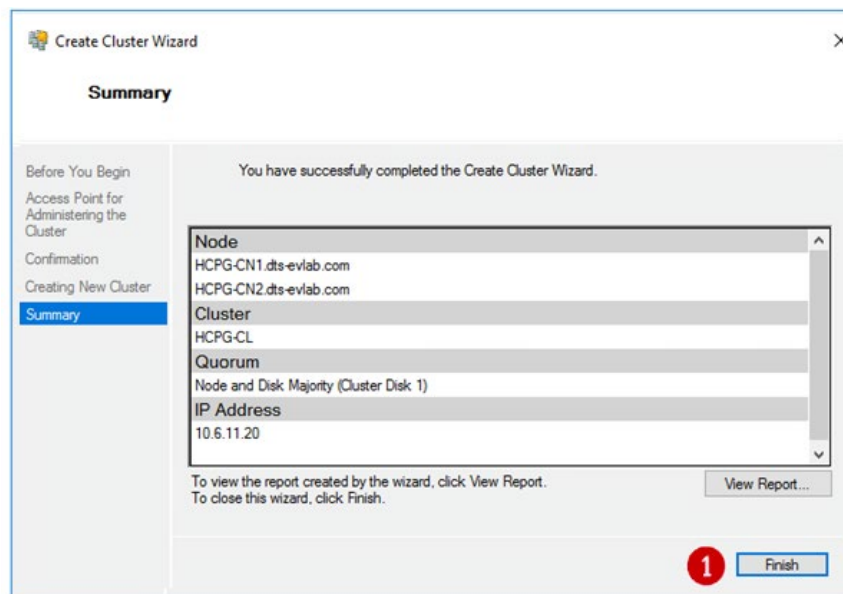 Create Cluster Wizard
Summary
Before You Begin
Access Point for
Administering the
Cluster
Confirmation
Creating New Cluster
Summary
You have successfully completed the Create Cluster Wizard.
Node
HCPG-CN1.dts-evlab.com
HCPG-CN2.dts-evlab.com
Cluster
HCPG-CL
Quorum
Node and Disk Majority (Cluster Disk 1)
IP Address
10.6.11.20
To view the report created by the wizard, click View Report.
To close this wizard, click Finish.
View Report...
1
Finish